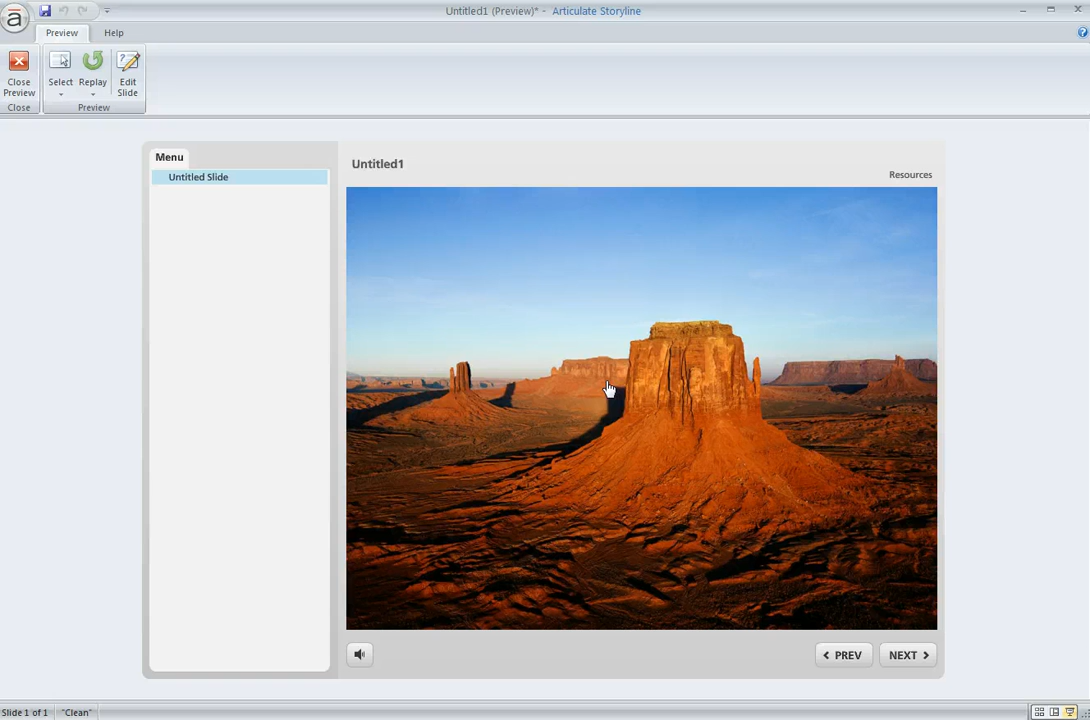 Untitled1 (Preview)* - Articulate Storyline
Preview Help
Close Preview
Select
Replay
Edit Slide
Close
Preview
Menu
Untitled Slide
Untitled1
Resources
PREV
NEXT
Slide 1 of 1 "Clean"